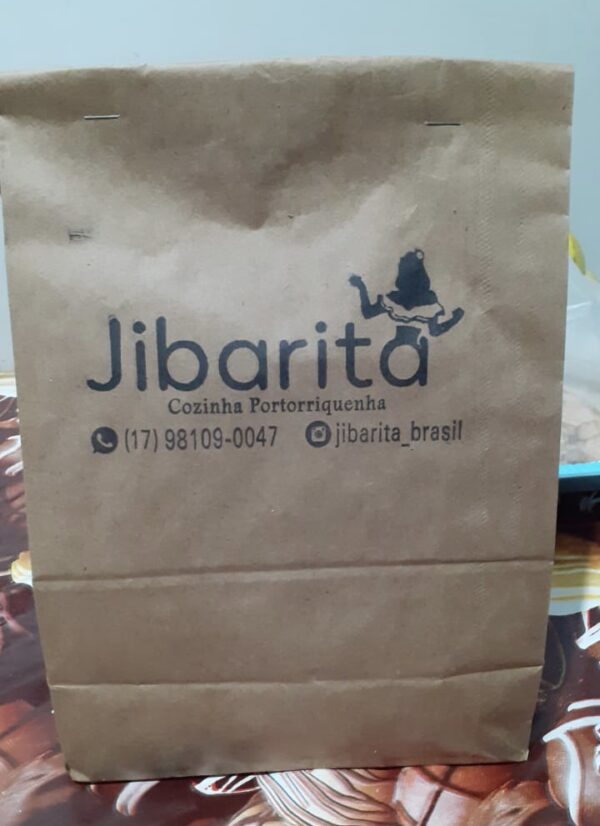 Jibarita
Cozinha Portorriquenha
(17) 98109-0047 jibarita_brasil